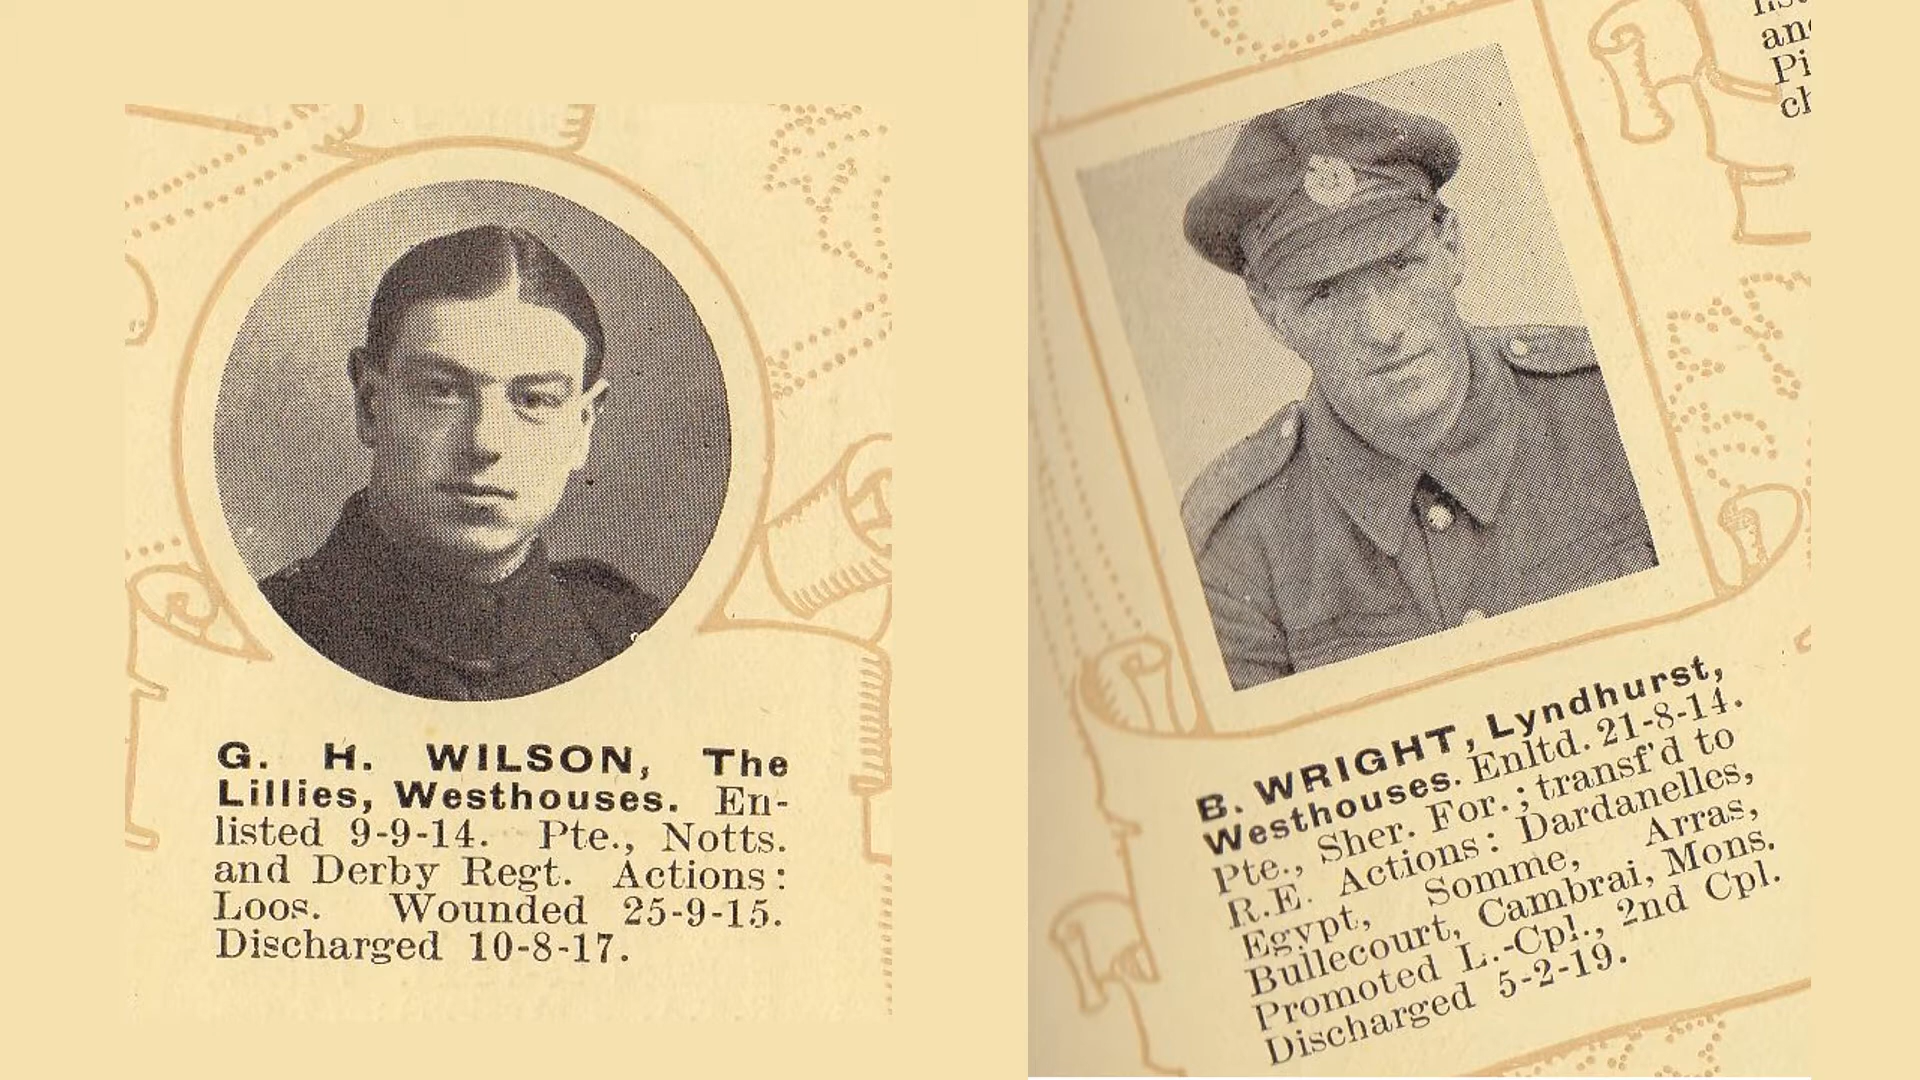 G. H. WILSON, The
Lillies, Westhouses. En-
listed 9-9-14. Pte., Notts.
and Derby Regt. Actions:
Loos. Wounded 25-9-15.
Discharged 10-8-17.
and
Pi
ch
B. WRIGHT, Lyndhurst,
Westhouses. Enltd. 21-8-14.
Pte., Sher. For.; transf'd to
R.E. Actions: Dardanelles,
Egypt, Somme, Arras,
Bullecourt, Cambrai, Mons.
Promoted L.-Cpl., 2nd Cpl.
Discharged 5-2-19.